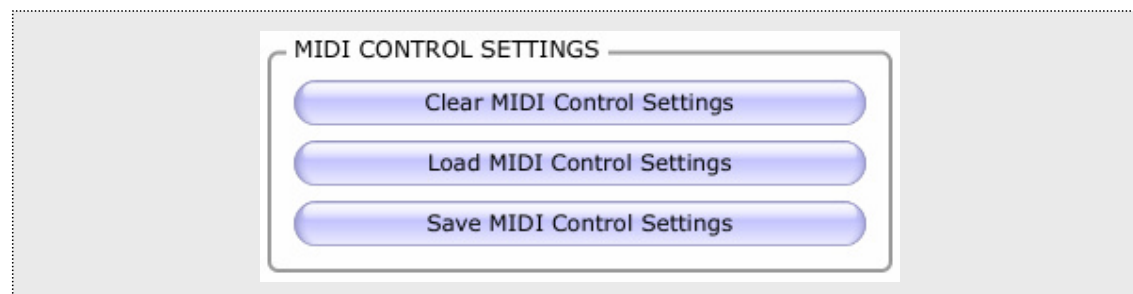 MIDI CONTROL SETTINGS
Clear MIDI Control Settings
Load MIDI Control Settings
Save MIDI Control Settings